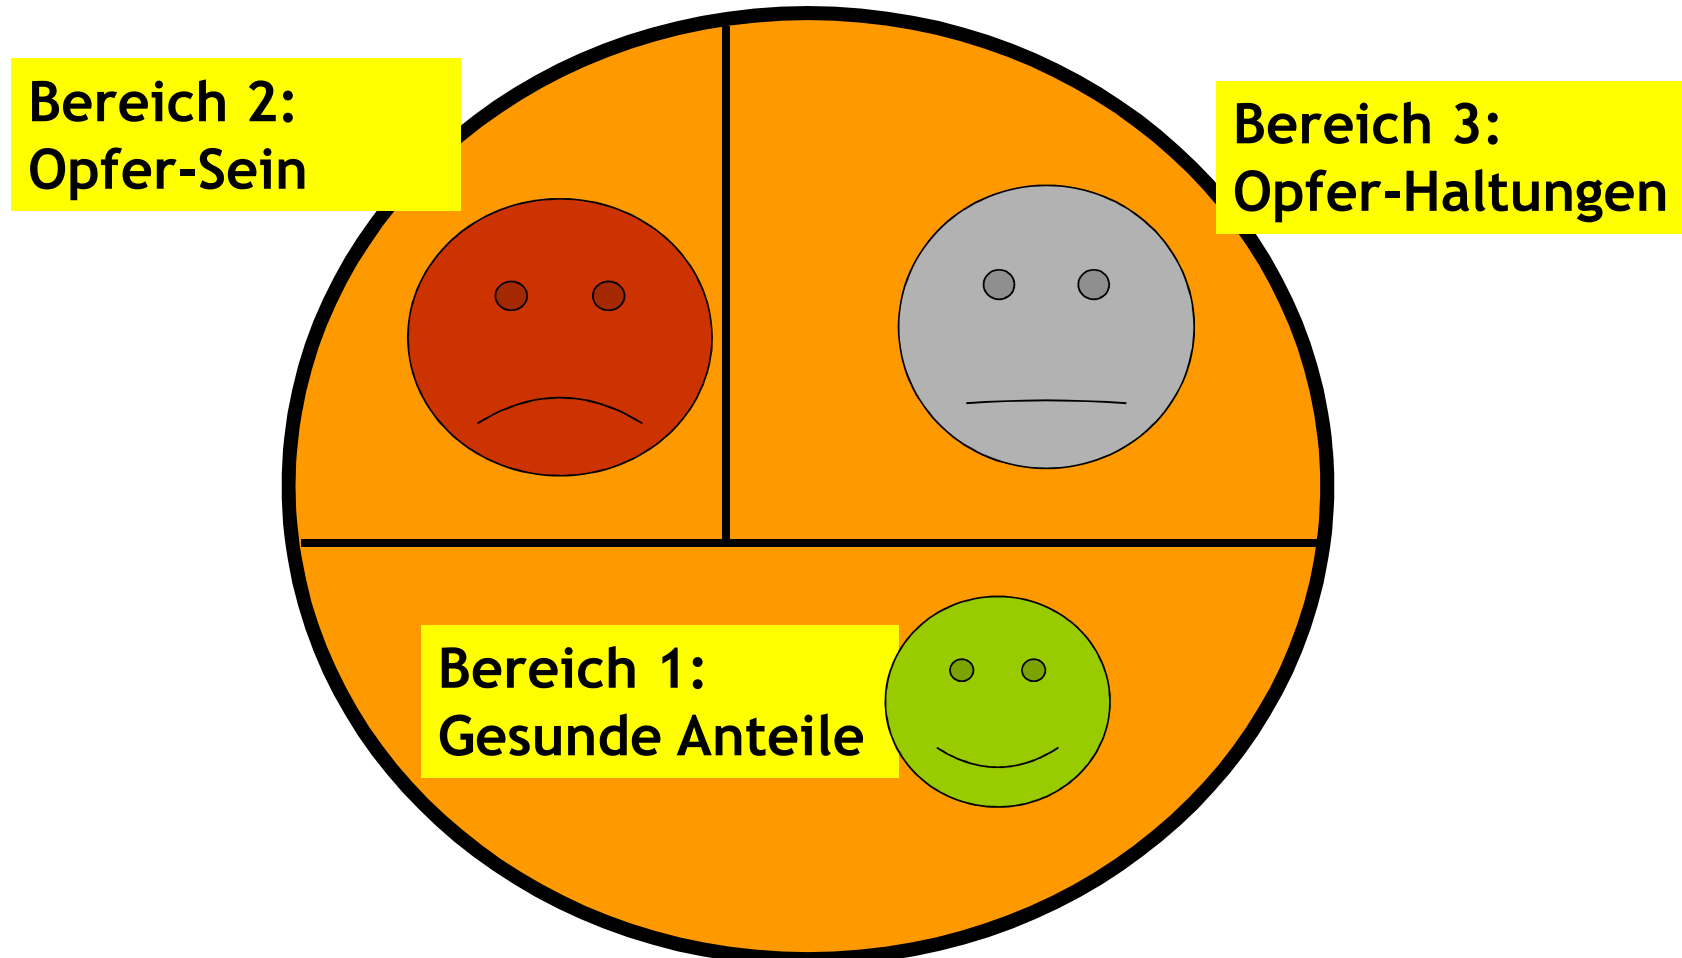 Bereich 2:
Opfer-Sein
Bereich 3:
Opfer-Haltungen
Bereich 1:
Gesunde Anteile